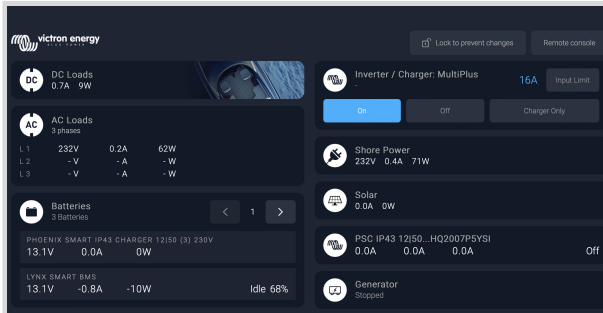 victron energy
BLUE POWER
Lock to prevent changes
Remote console
DC
DC Loads
0.7A 9W
AC
AC Loads
3 phases
L 1 232V 0.2A 62W
L 2 - V - A - W
L 3 - V - A - W
Batteries
3 Batteries
< 1 >
PHOENIX SMART IP43 CHARGER 12|50 (3) 230V
13.1V 0.0A 0W
LYNX SMART BMS
13.1V -0.8A -10W Idle 68%
Inverter / Charger: MultiPlus
-
16A Input Limit
On Off Charger Only
Shore Power
232V 0.4A 71W
Solar
0.0A 0W
PSC IP43 12|50...HQ2007P5YSI
0.0A 0.0A 0.0A Off
Generator
Stopped